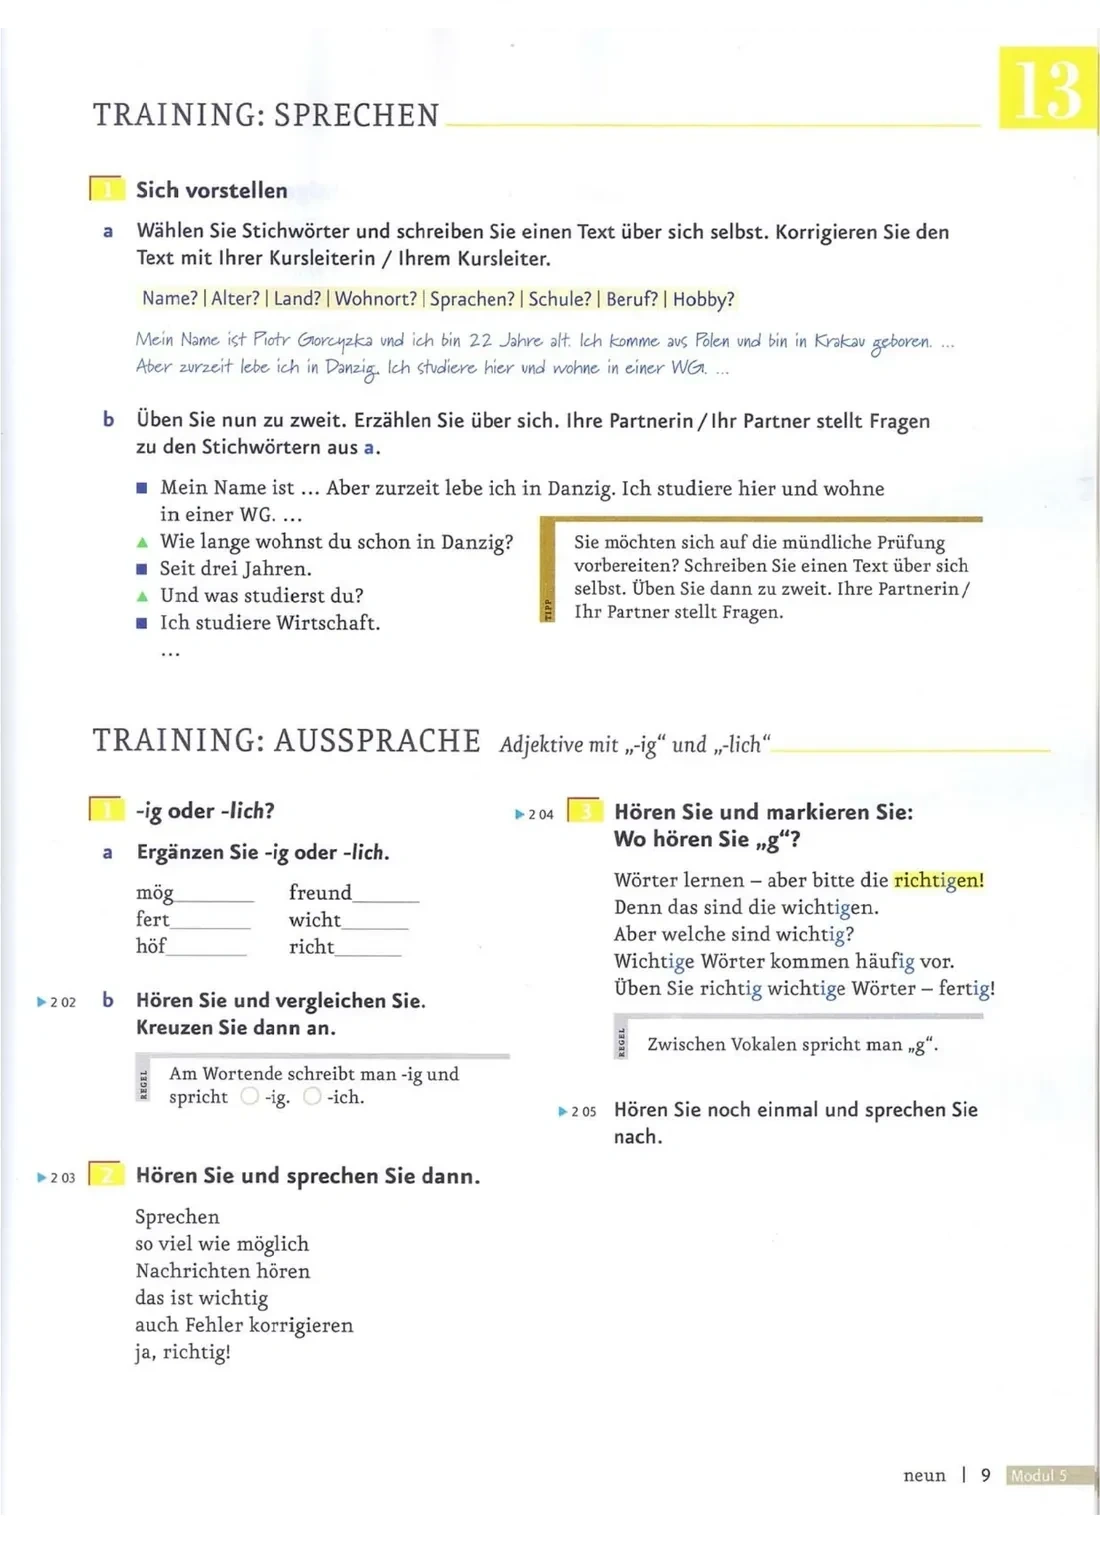 13
TRAINING: SPRECHEN
1 Sich vorstellen
a Wählen Sie Stichwörter und schreiben Sie einen Text über sich selbst. Korrigieren Sie den
Text mit Ihrer Kursleiterin / Ihrem Kursleiter.
Name? | Alter? | Land? | Wohnort? | Sprachen? | Schule? | Beruf? | Hobby?
Mein Name ist Piotr Gorcyzka und ich bin 22 Jahre alt. Ich komme aus Polen und bin in Krakau geboren. ...
Aber zurzeit lebe ich in Danzig. Ich studiere hier und wohne in einer WG. ...
b Üben Sie nun zu zweit. Erzählen Sie über sich. Ihre Partnerin / Ihr Partner stellt Fragen
zu den Stichwörtern aus a.
■ Mein Name ist ... Aber zurzeit lebe ich in Danzig. Ich studiere hier und wohne
in einer WG. ...
▲ Wie lange wohnst du schon in Danzig?
■ Seit drei Jahren.
▲ Und was studierst du?
■ Ich studiere Wirtschaft.
...
TIPP
Sie möchten sich auf die mündliche Prüfung
vorbereiten? Schreiben Sie einen Text über sich
selbst. Üben Sie dann zu zweit. Ihre Partnerin /
Ihr Partner stellt Fragen.
TRAINING: AUSSPRACHE Adjektive mit „-ig“ und „-lich“
1 -ig oder -lich?
a Ergänzen Sie -ig oder -lich.
mög________ freund________
fert________ wicht________
höf________ richt________
▶ 2 02 b Hören Sie und vergleichen Sie.
Kreuzen Sie dann an.
REGEL
Am Wortende schreibt man -ig und
spricht ○ -ig. ○ -ich.
▶ 2 03 2 Hören Sie und sprechen Sie dann.
Sprechen
so viel wie möglich
Nachrichten hören
das ist wichtig
auch Fehler korrigieren
ja, richtig!
▶ 2 04 3 Hören Sie und markieren Sie:
Wo hören Sie „g“?
Wörter lernen – aber bitte die richtigen!
Denn das sind die wichtigen.
Aber welche sind wichtig?
Wichtige Wörter kommen häufig vor.
Üben Sie richtig wichtige Wörter – fertig!
REGEL
Zwischen Vokalen spricht man „g“.
▶ 2 05 Hören Sie noch einmal und sprechen Sie
nach.
neun | 9 Modul 5